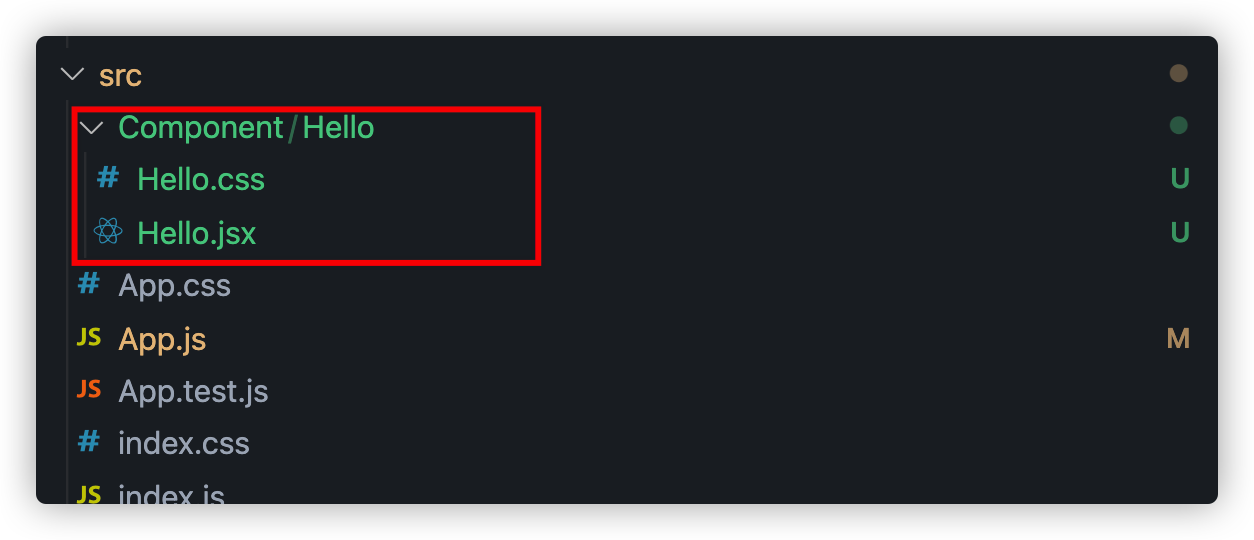 src
Component/Hello
# Hello.css U
Hello.jsx U
# App.css
JS App.js M
JS App.test.js
# index.css
JS index.js